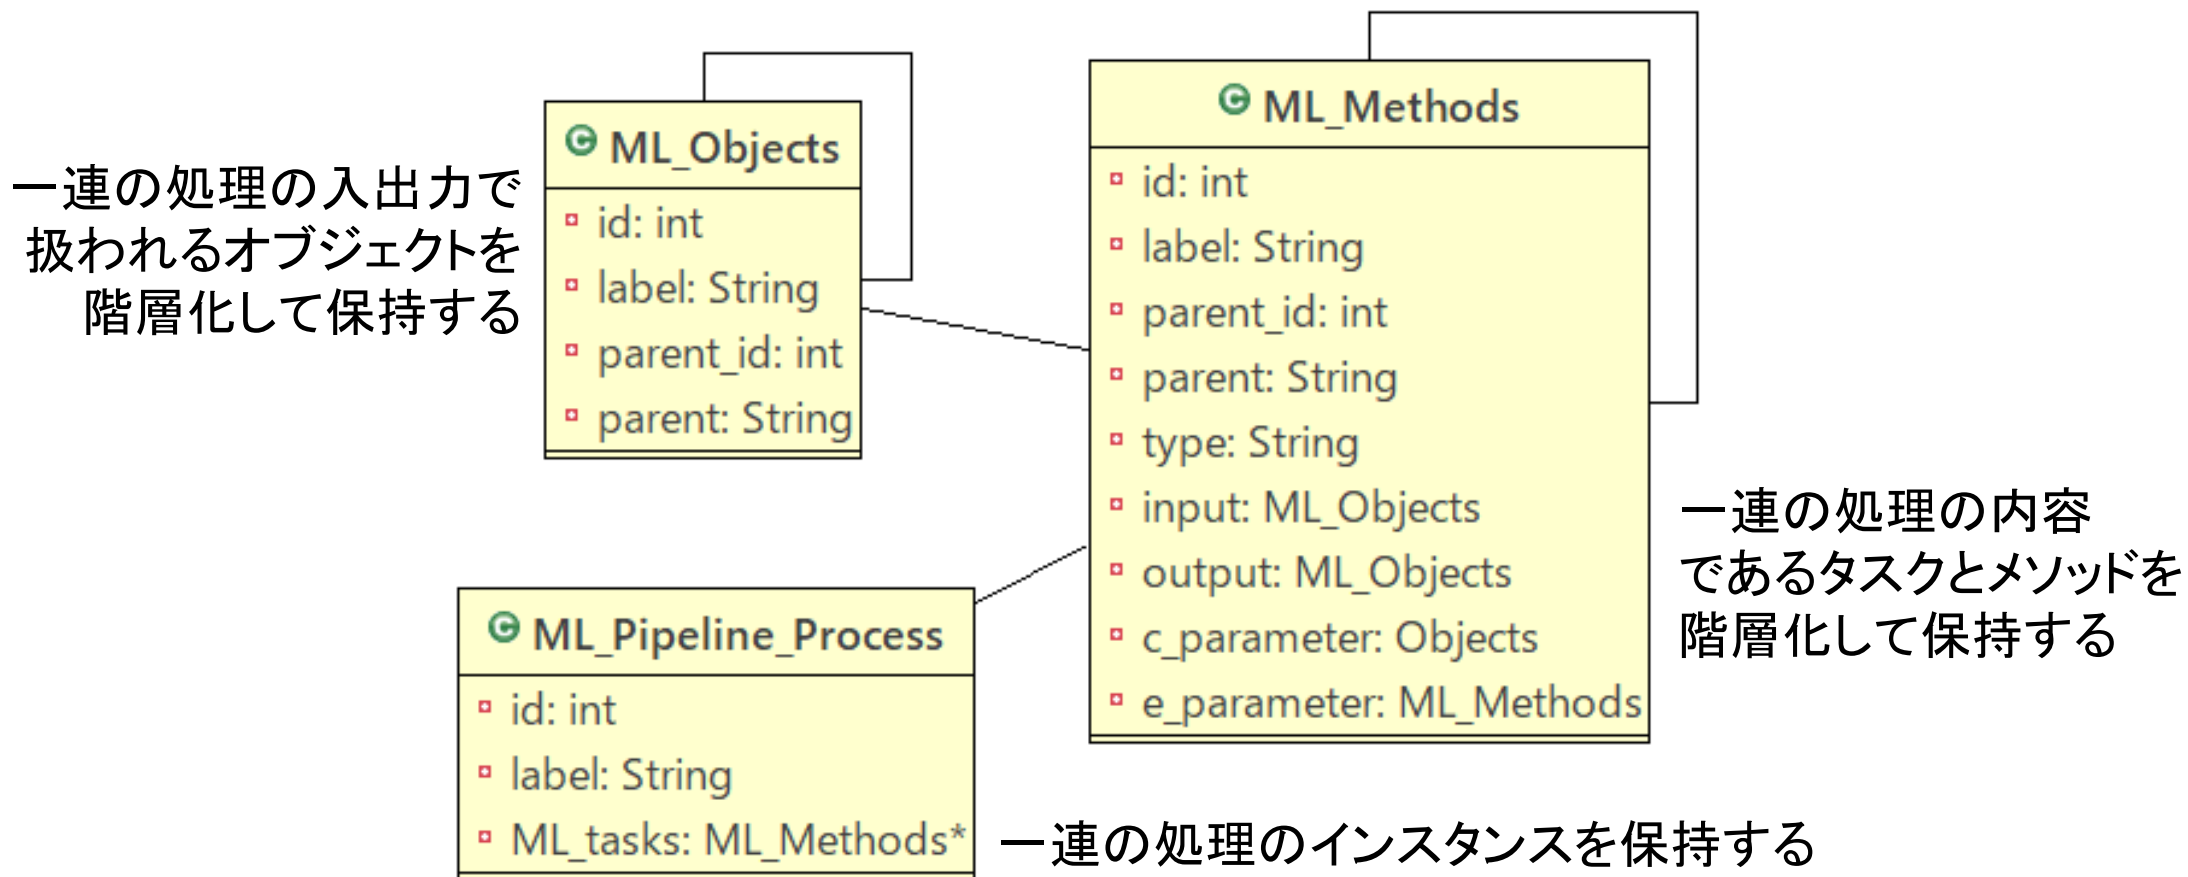 ML_Objects
id: int
label: String
parent_id: int
parent: String
一連の処理の入出力で
扱われるオブジェクトを
階層化して保持する
ML_Methods
id: int
label: String
parent_id: int
parent: String
type: String
input: ML_Objects
output: ML_Objects
c_parameter: Objects
e_parameter: ML_Methods
一連の処理の内容
であるタスクとメソッドを
階層化して保持する
ML_Pipeline_Process
id: int
label: String
ML_tasks: ML_Methods*
一連の処理のインスタンスを保持する